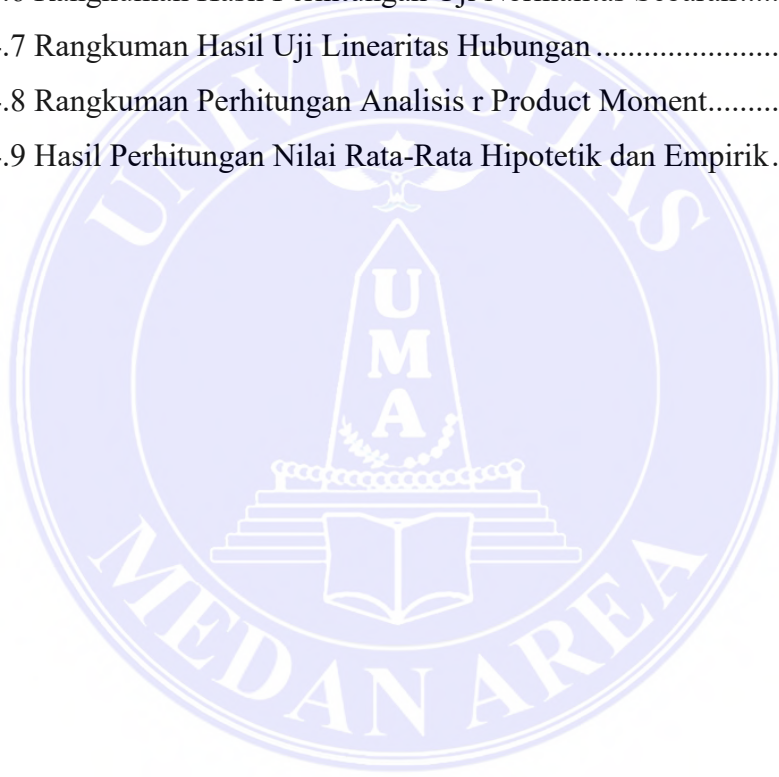 .7 Rangkuman Hasil Uji Linearitas Hubungan.....................
.8 Rangkuman Perhitungan Analisis r Product Moment.........
.9 Hasil Perhitungan Nilai Rata-Rata Hipotetik dan Empirik.
UNIVERSITAS
U
M
A
MEDAN AREA